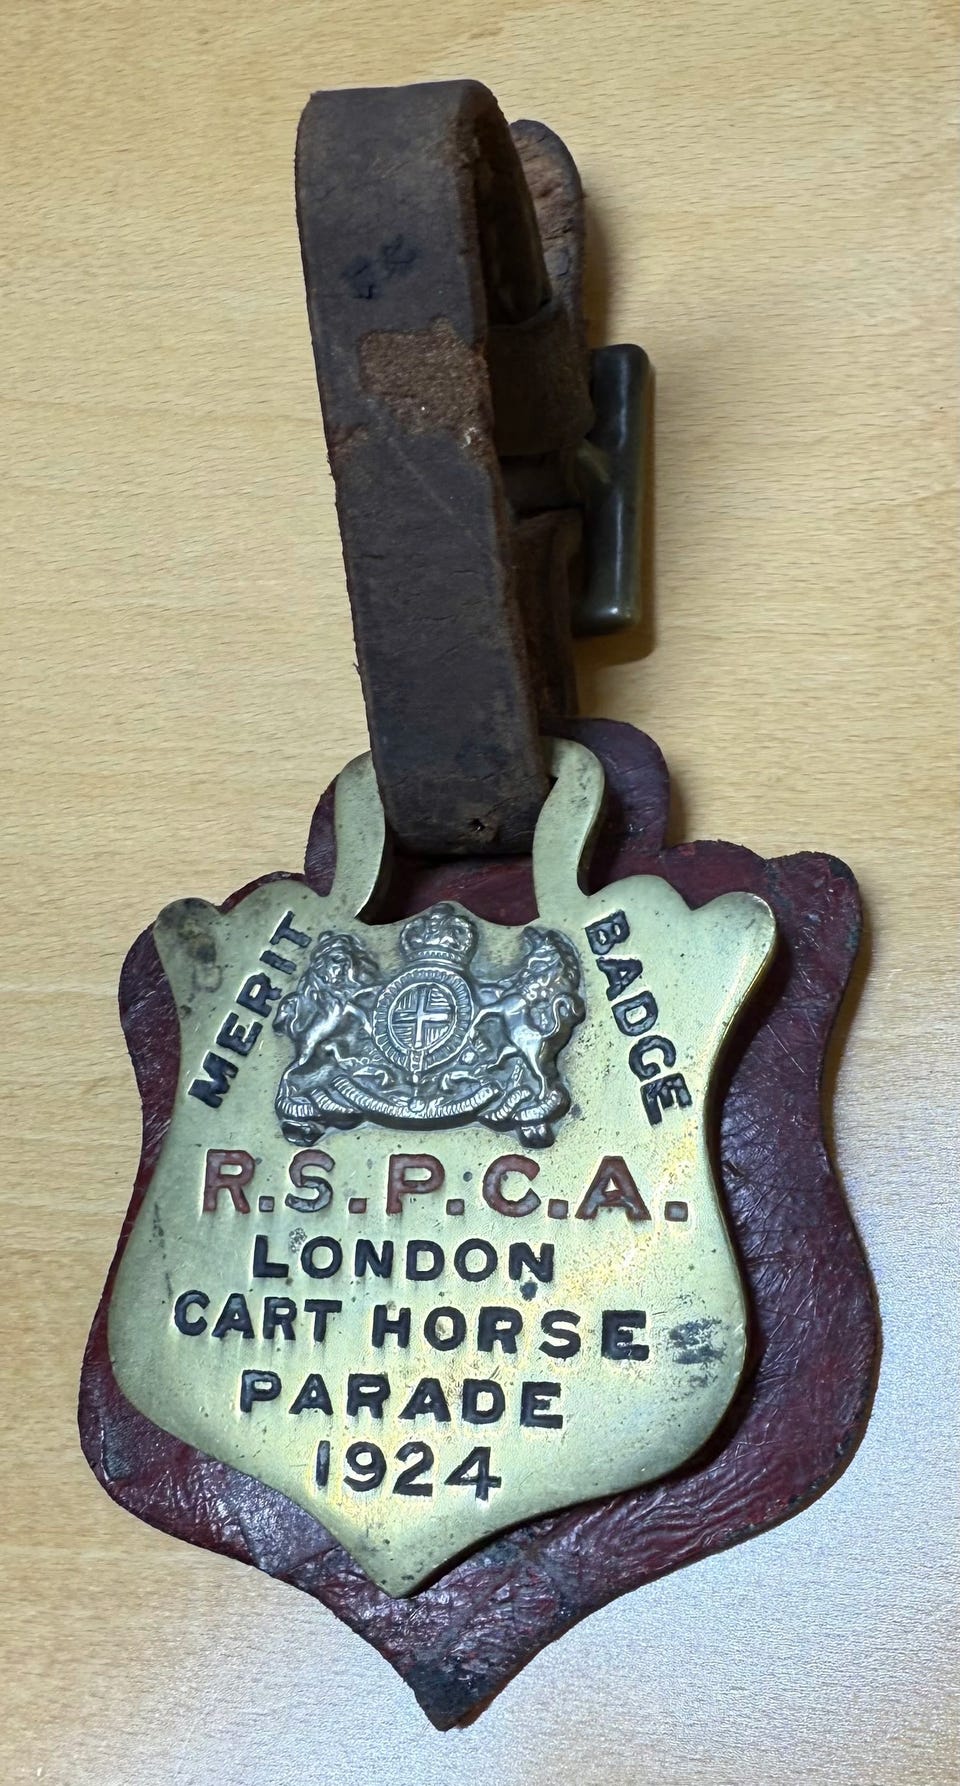 MERIT BADGE
R.S.P.C.A.
LONDON
CART HORSE
PARADE
1924